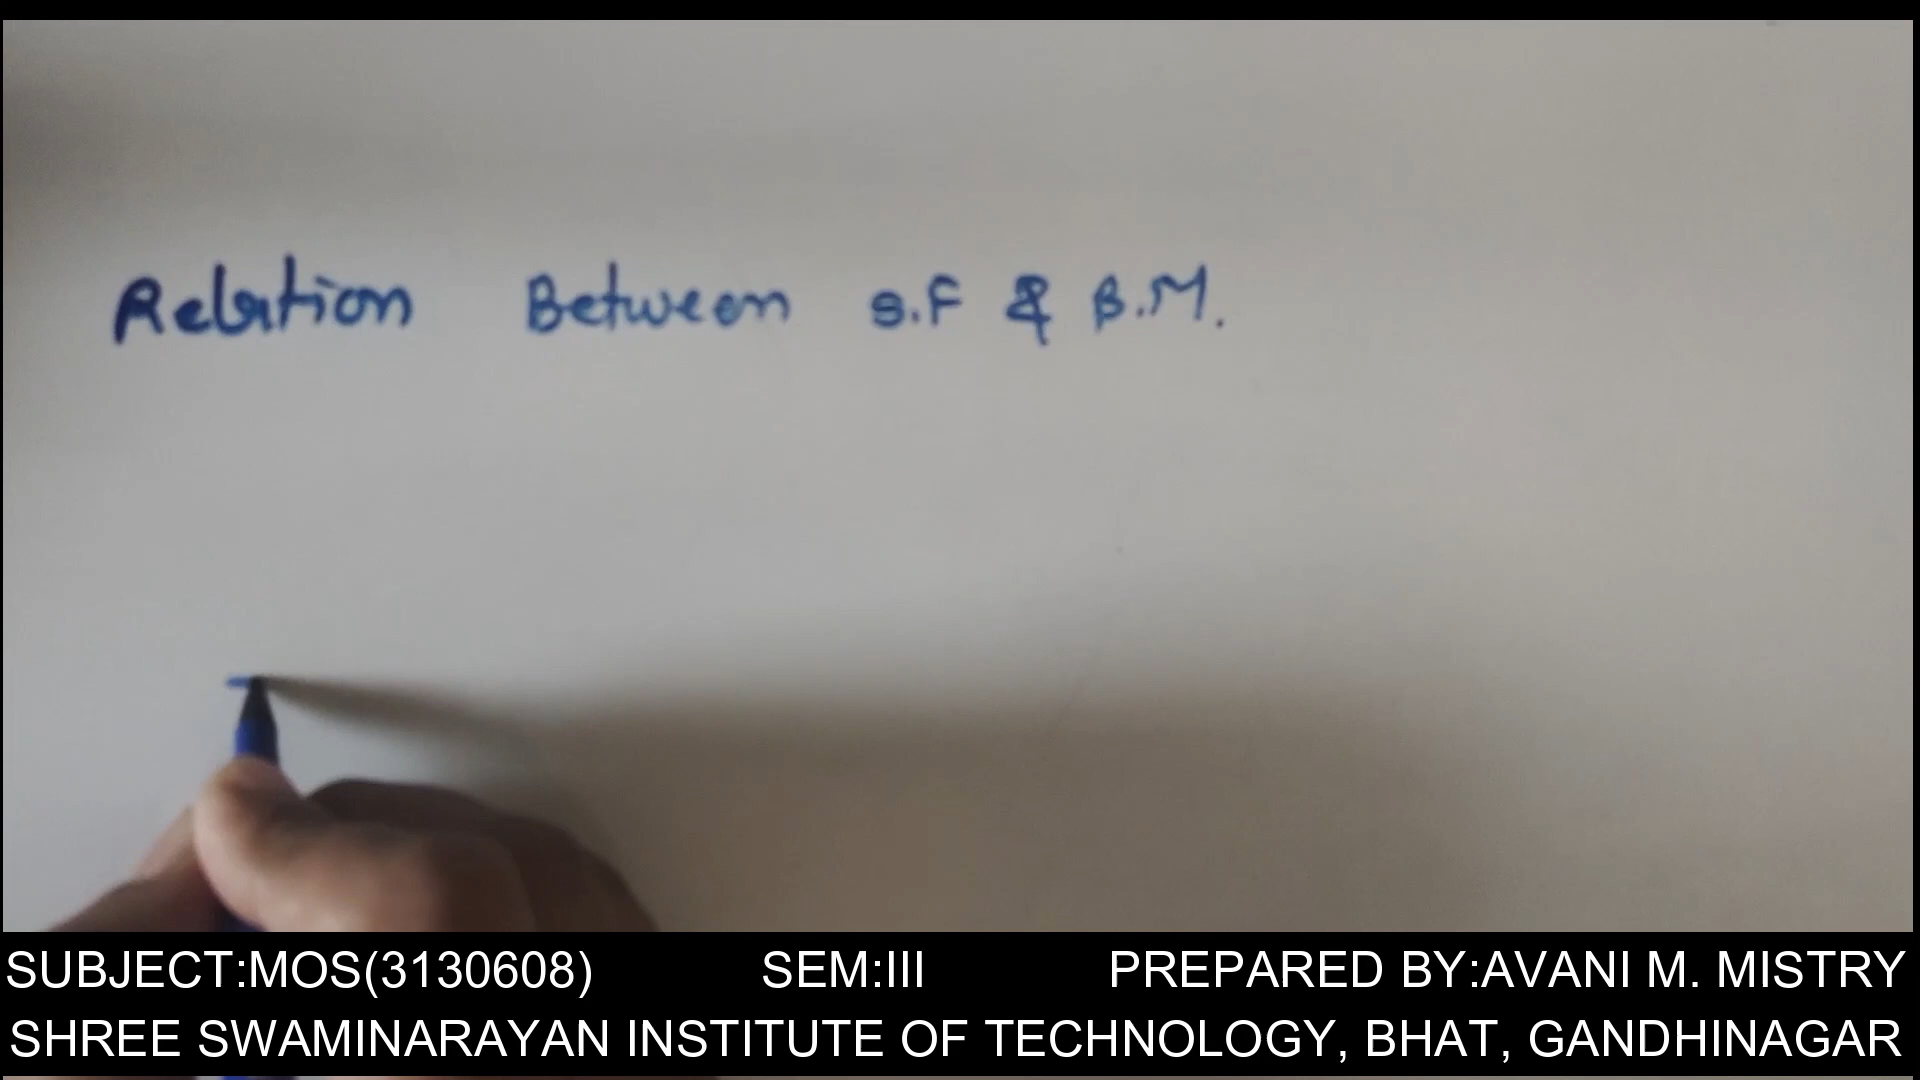 Relation Between S.F & B.M.
SUBJECT:MOS(3130608) SEM:III PREPARED BY:AVANI M. MISTRY
SHREE SWAMINARAYAN INSTITUTE OF TECHNOLOGY, BHAT, GANDHINAGAR